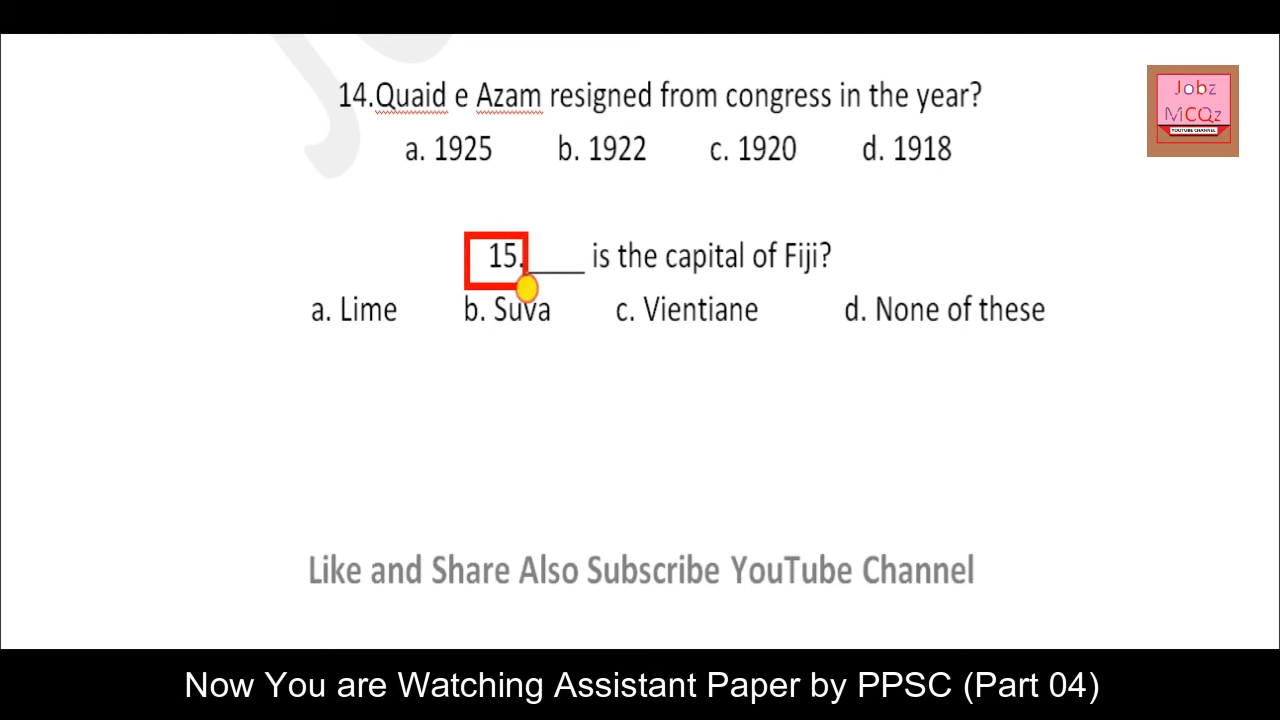 14.Quaid e Azam resigned from congress in the year?
a. 1925 b. 1922 c. 1920 d. 1918
15.____ is the capital of Fiji?
a. Lime b. Suva c. Vientiane d. None of these
Like and Share Also Subscribe YouTube Channel
Jobz
MCQz
YOUTUBE CHANNEL
Now You are Watching Assistant Paper by PPSC (Part 04)